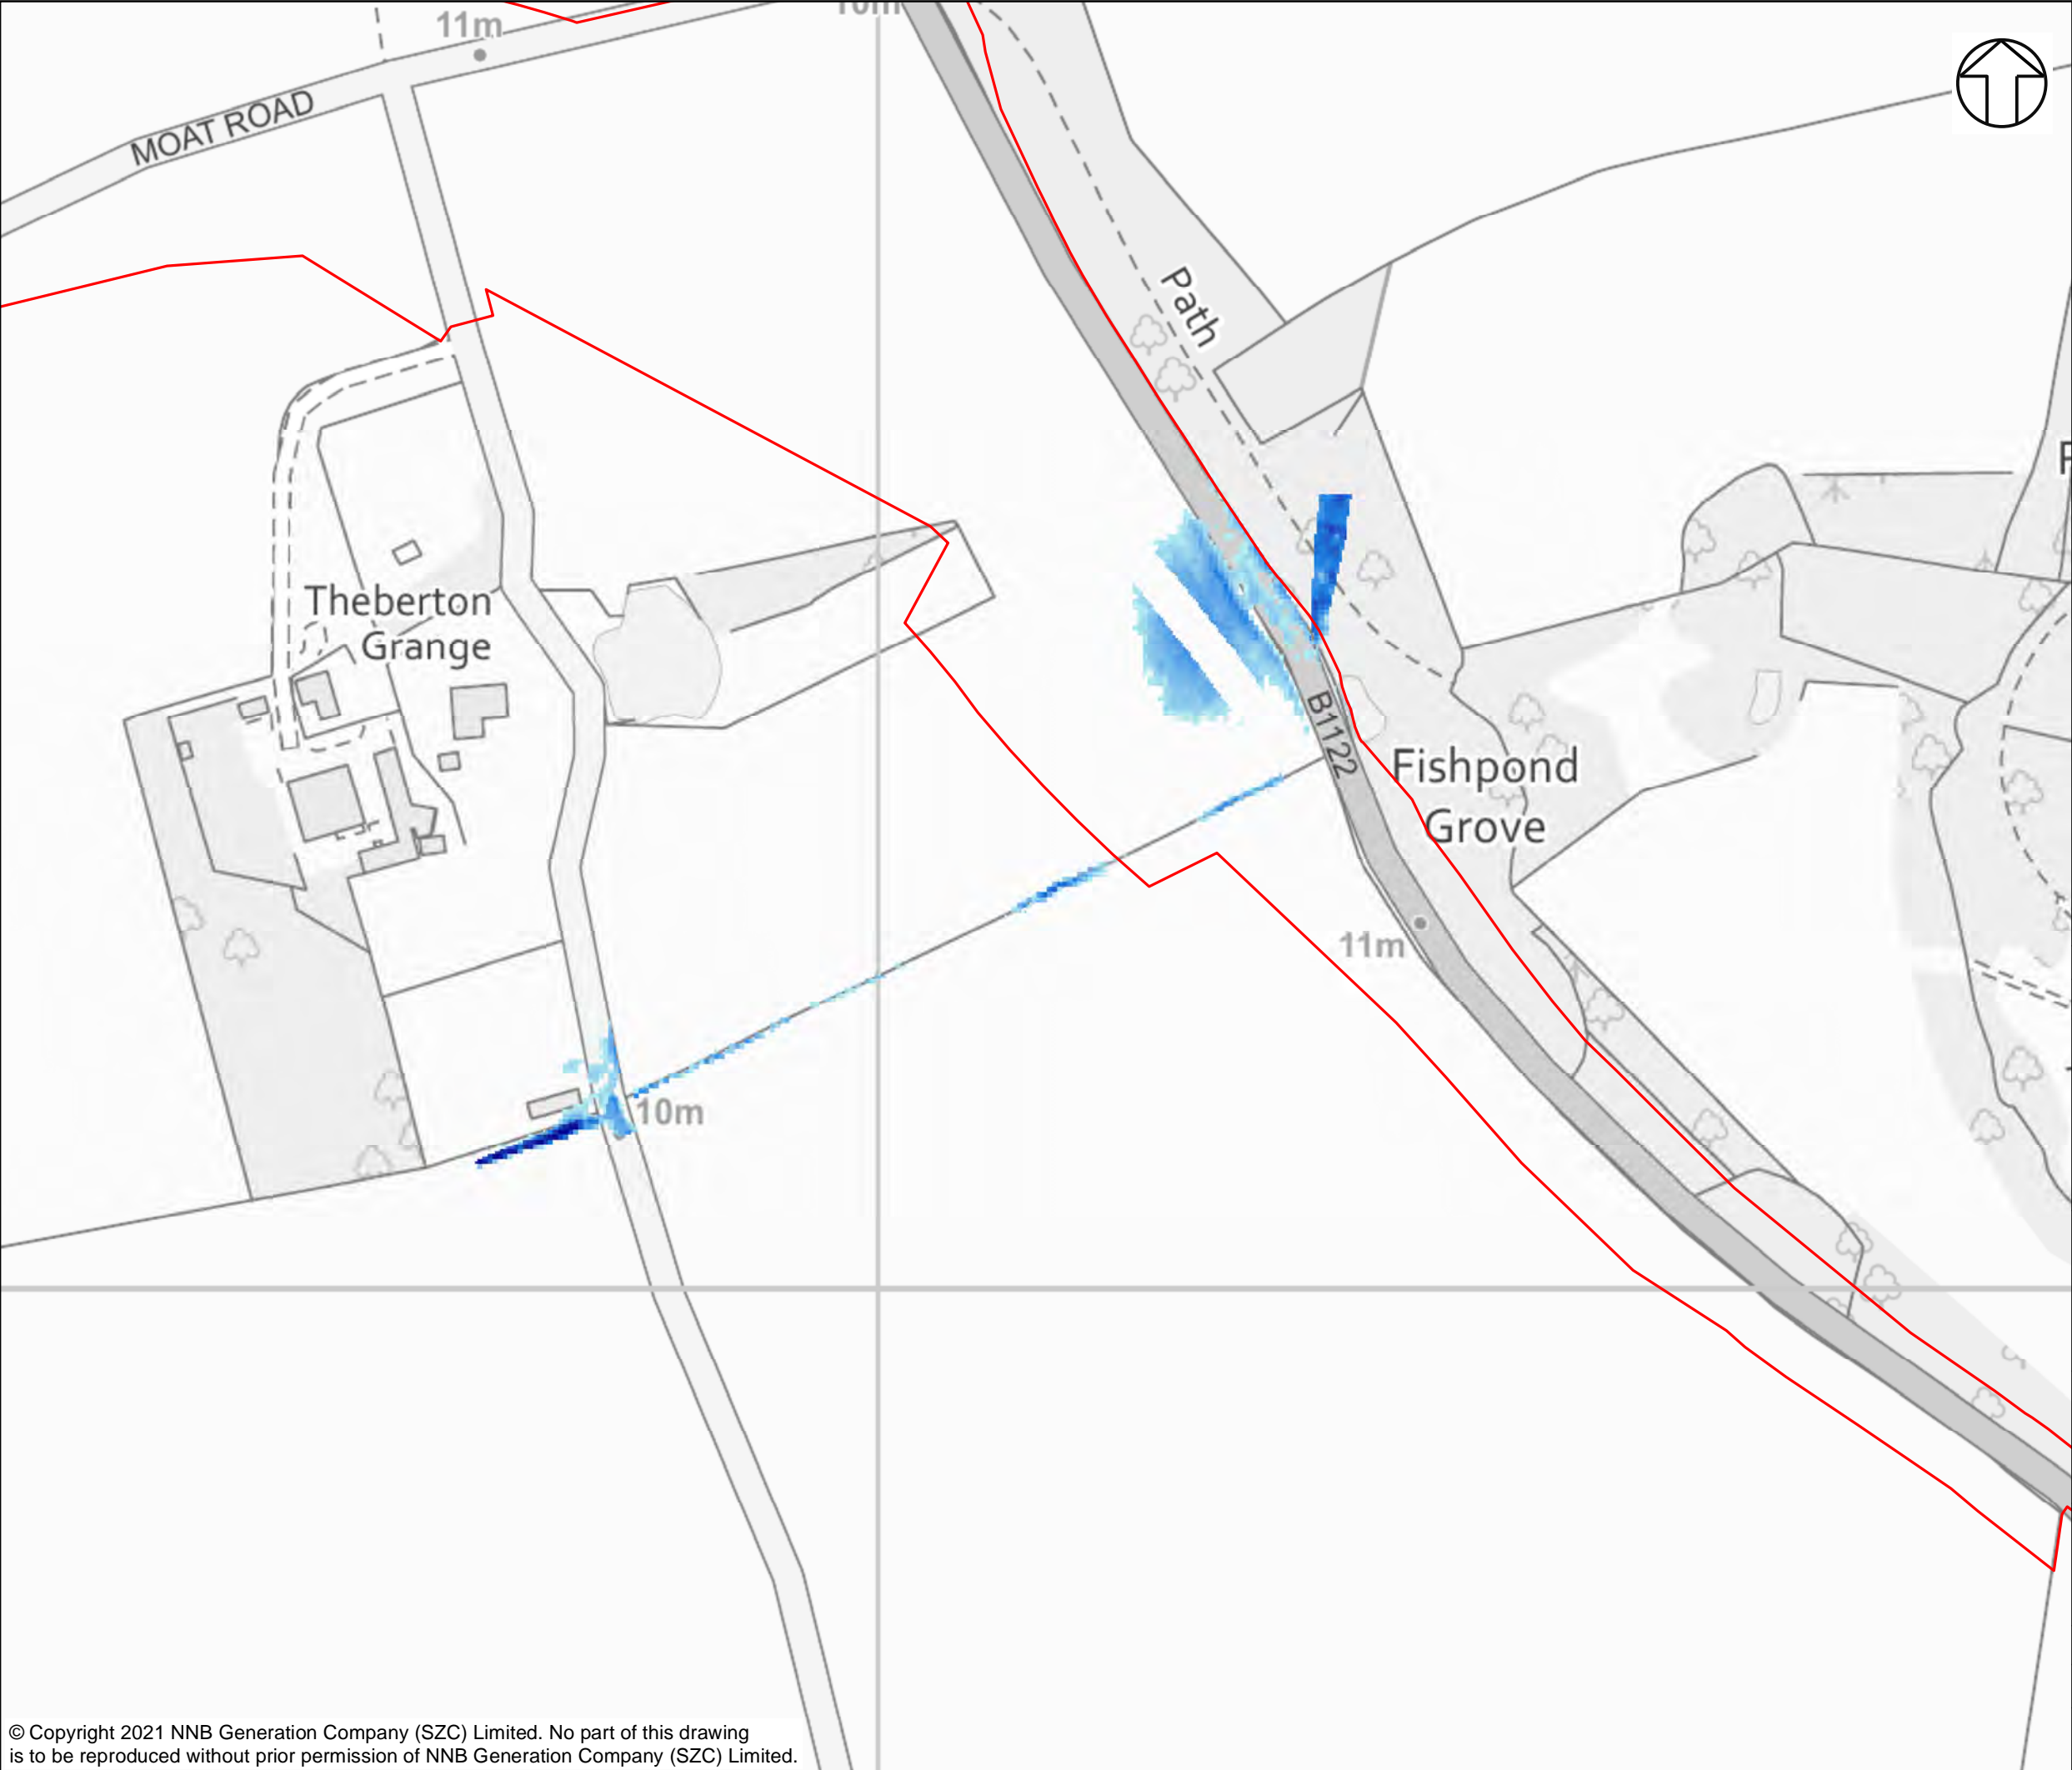 11m
10m
MOAT ROAD
Path
Theberton
Grange
B1122
Fishpond
Grove
11m
10m
© Copyright 2021 NNB Generation Company (SZC) Limited. No part of this drawing
is to be reproduced without prior permission of NNB Generation Company (SZC) Limited.